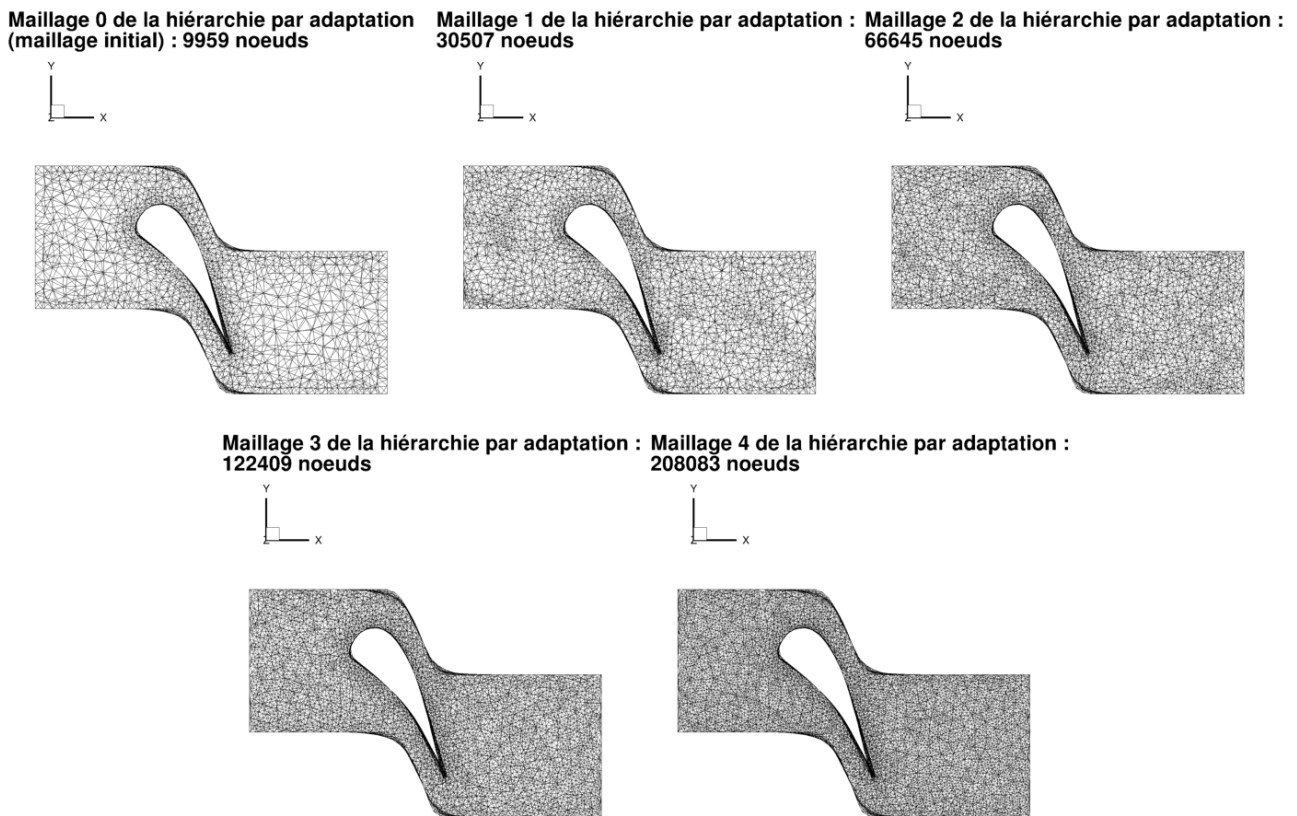 Maillage 0 de la hiérarchie par adaptation
(maillage initial) : 9959 noeuds
Maillage 1 de la hiérarchie par adaptation :
30507 noeuds
Maillage 2 de la hiérarchie par adaptation :
66645 noeuds
Y
Z
X
Y
Z
X
Y
Z
X
Maillage 3 de la hiérarchie par adaptation :
122409 noeuds
Maillage 4 de la hiérarchie par adaptation :
208083 noeuds
Y
Z
X
Y
Z
X